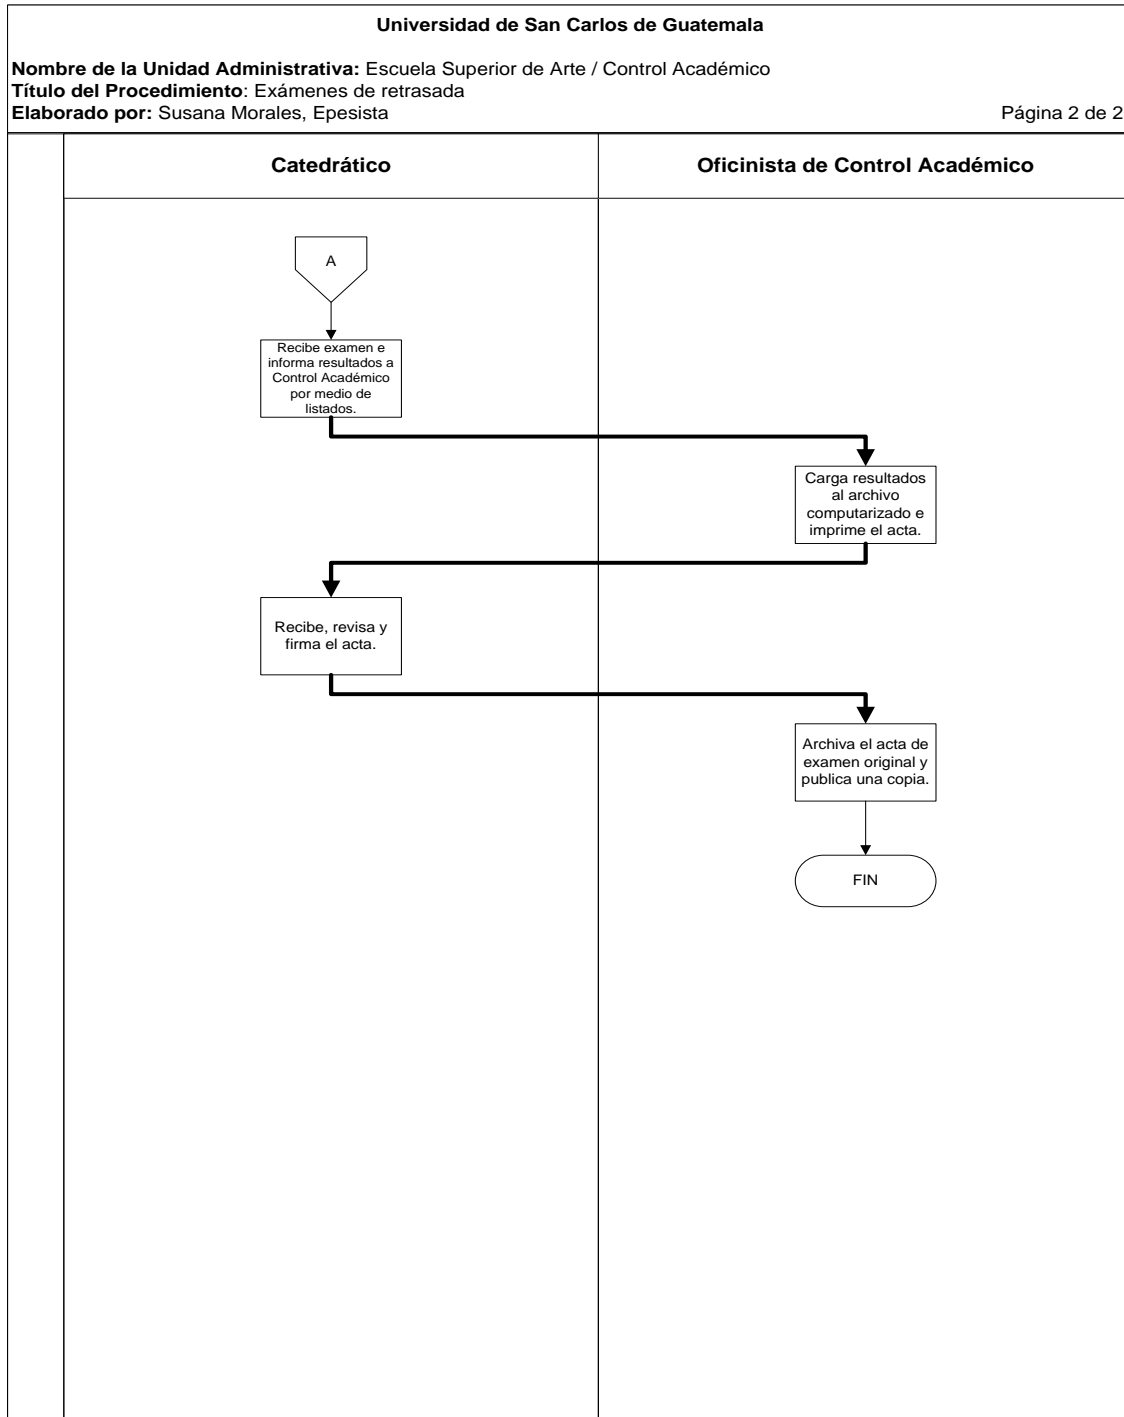 Universidad de San Carlos de Guatemala
Nombre de la Unidad Administrativa: Escuela Superior de Arte / Control Académico
Título del Procedimiento: Exámenes de retrasada
Elaborado por: Susana Morales, Epesista
Página 2 de 2
Catedrático
Oficinista de Control Académico
A
Recibe examen e
informa resultados a
Control Académico
por medio de
listados.
Carga resultados
al archivo
computarizado e
imprime el acta.
Recibe, revisa y
firma el acta.
Archiva el acta de
examen original y
publica una copia.
FIN